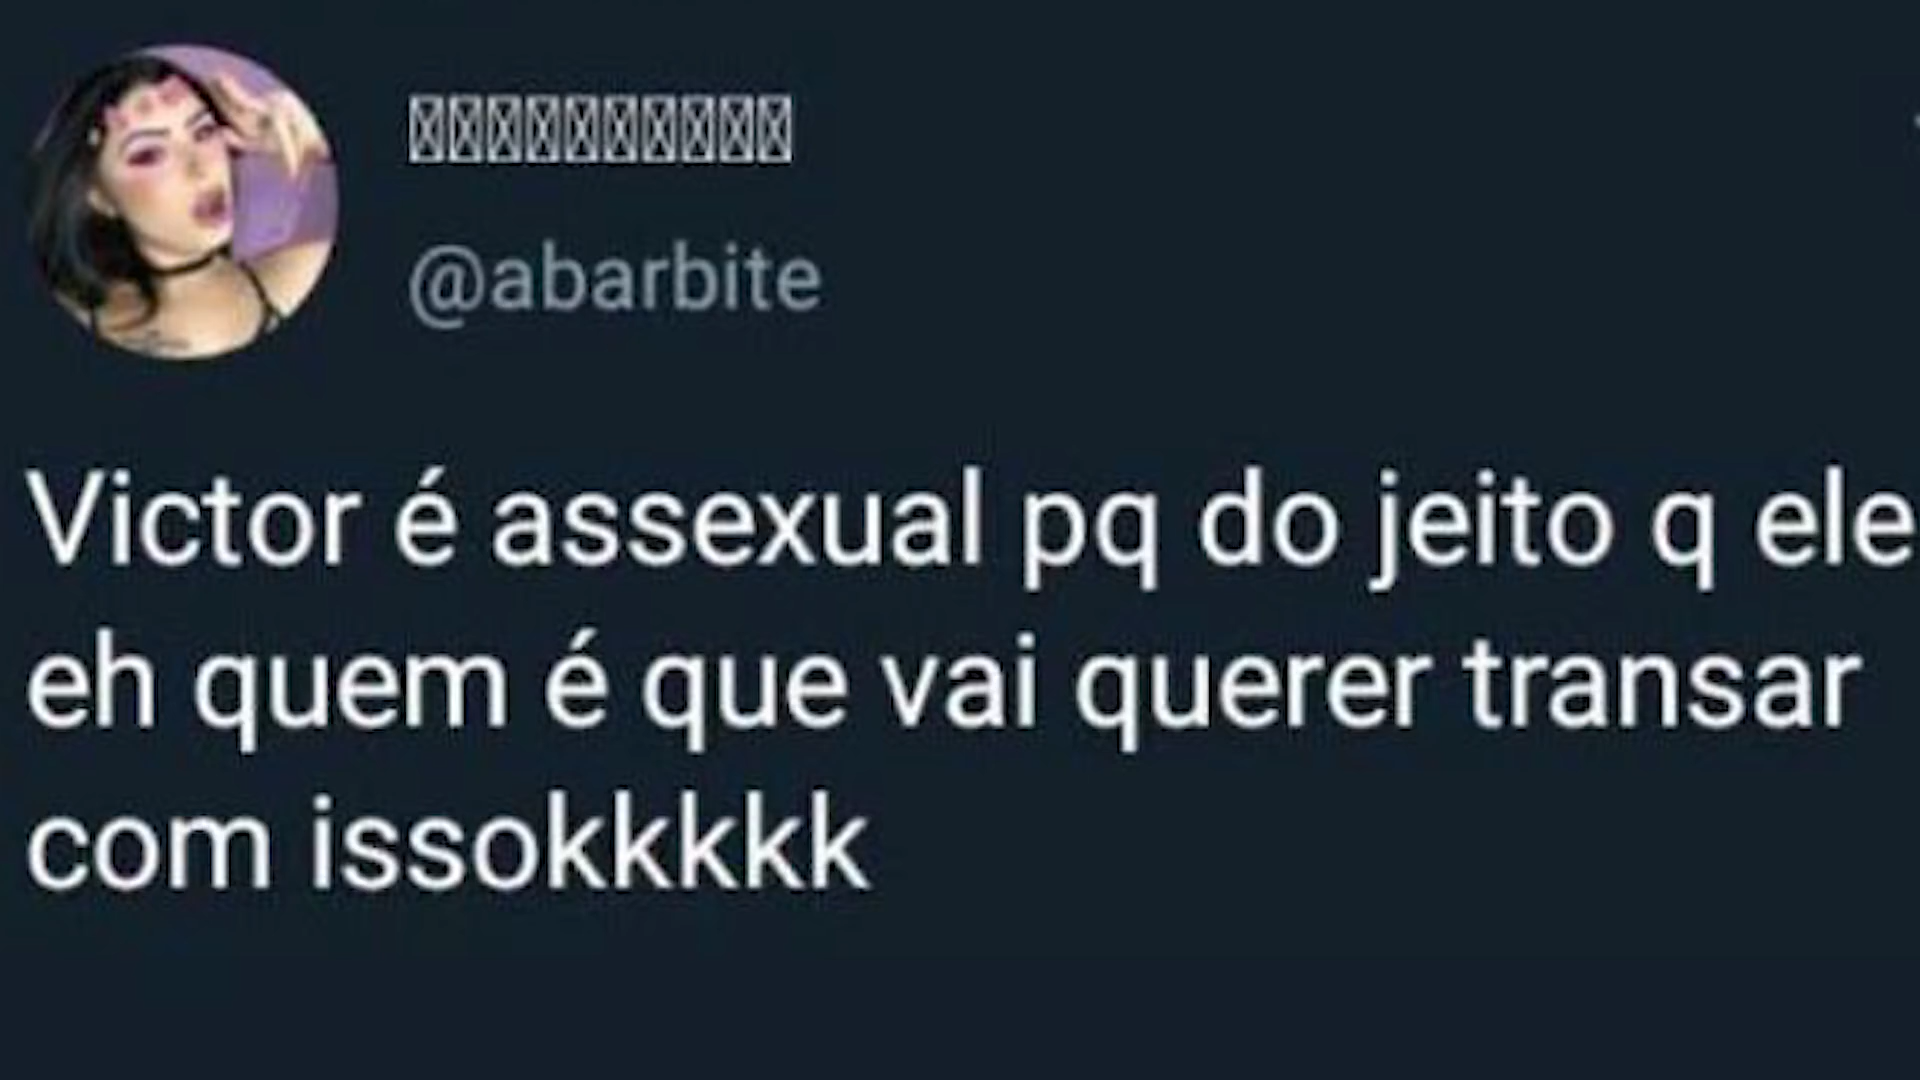 @abarbite
Victor é assexual pq do jeito q ele
eh quem é que vai querer transar
com issokkkkk